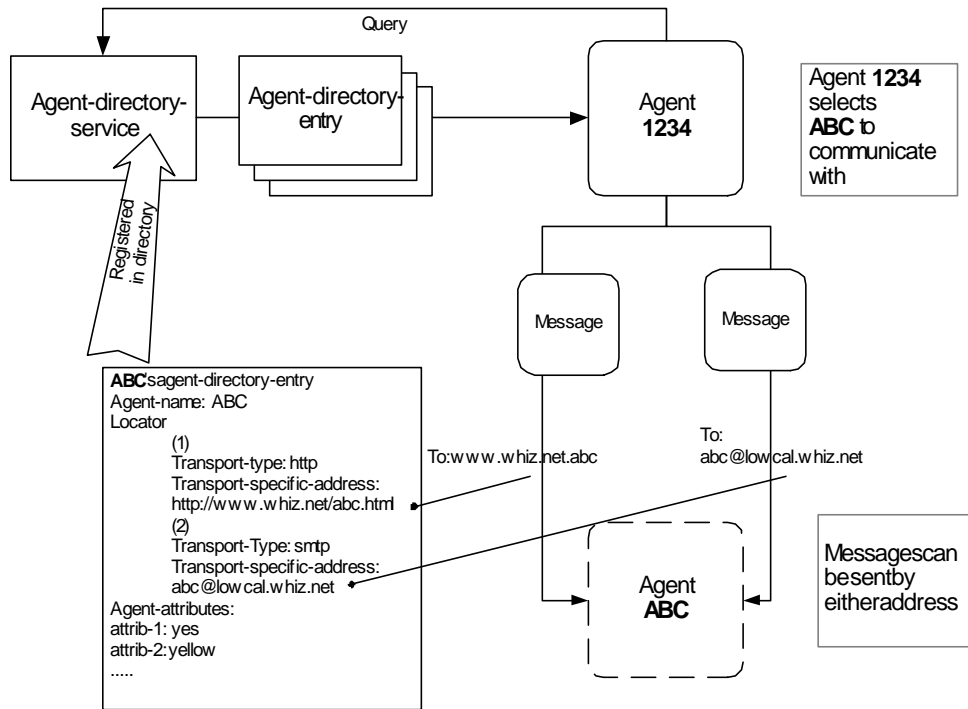 Query
Agent-directory-
service
Agent-directory-
entry
Agent
1234
Agent 1234
selects
ABC to
communicate
with
Registered
in directory
Message
Message
ABC'sagent-directory-entry
Agent-name: ABC
Locator
(1)
Transport-type: http
Transport-specific-address:
http://www.whiz.net/abc.html
(2)
Transport-Type: smtp
Transport-specific-address:
abc@lowcal.whiz.net
Agent-attributes:
attrib-1: yes
attrib-2: yellow
.....
To:www.whiz.net.abc
To:
abc@lowcal.whiz.net
Agent
ABC
Messagescan
besentby
eitheraddress